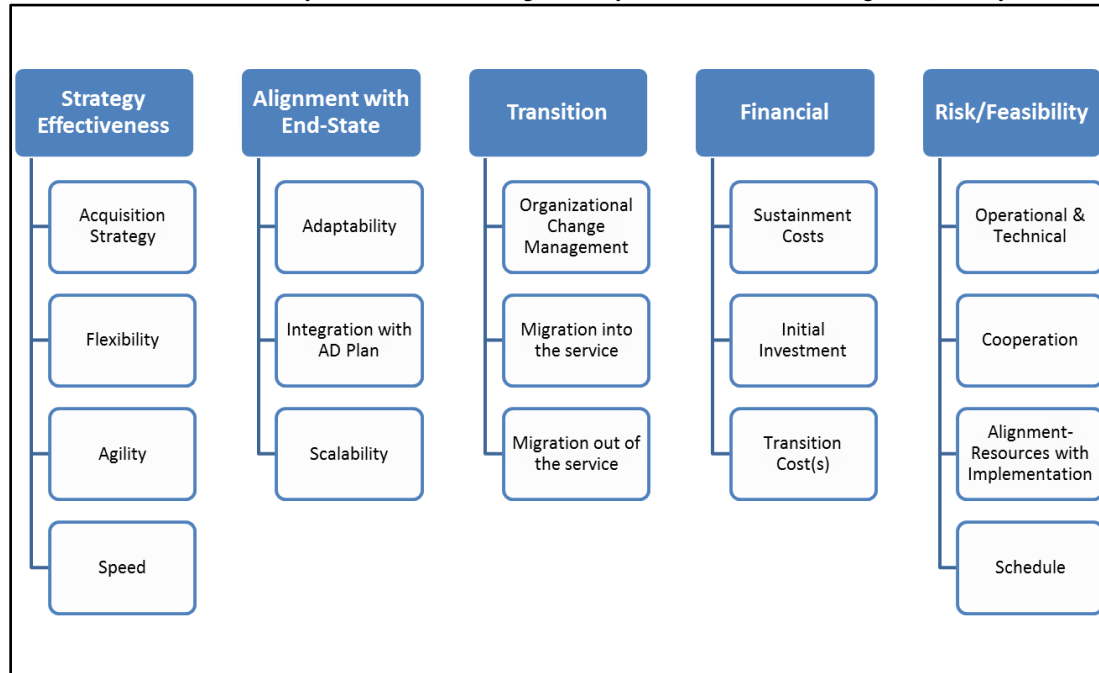 Strategy
Effectiveness
Acquisition
Strategy
Flexibility
Agility
Speed
Alignment with
End-State
Adaptability
Integration with
AD Plan
Scalability
Transition
Organizational
Change
Management
Migration into
the service
Migration out of
the service
Financial
Sustainment
Costs
Initial
Investment
Transition
Cost(s)
Risk/Feasibility
Operational &
Technical
Cooperation
Alignment-
Resources with
Implementation
Schedule